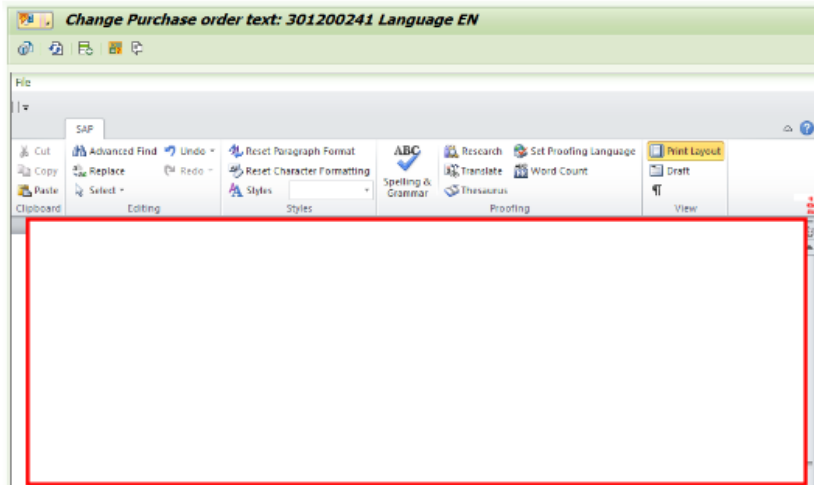 Change Purchase order text: 301200241 Language EN
File
SAP
Cut Advanced Find Undo Reset Paragraph Format ABC Research Set Proofing Language Print Layout
Copy Replace Redo Reset Character Formatting Spelling & Grammar Translate Word Count Draft
Paste Select Styles Thesaurus ¶
Clipboard Editing Styles Proofing View